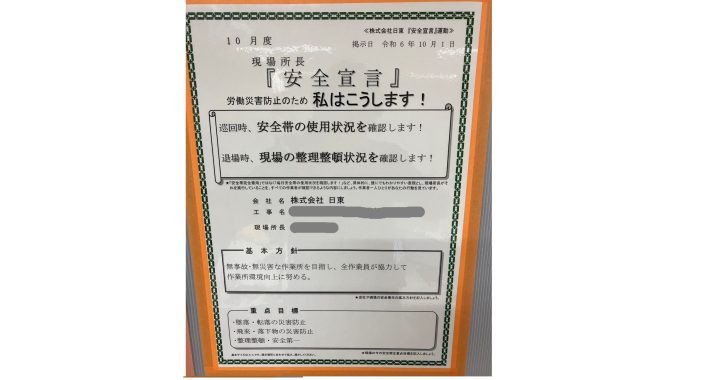 ≪株式会社日東 『安全宣言』運動≫
10月度
掲示日 令和6年10月1日
現場所長
『安全宣言』
労働災害防止のため 私はこうします！
巡回時、安全帯の使用状況を確認します！
退場時、現場の整理整頓状況を確認します！
会社名 株式会社 日東
工事名
現場所長
基本方針
無事故・無災害な作業所を目指し、全作業員が協力して
作業所環境向上に努める。
重点目標
・墜落・転落の災害防止
・飛来・落下物の災害防止
・整理整頓・安全第一